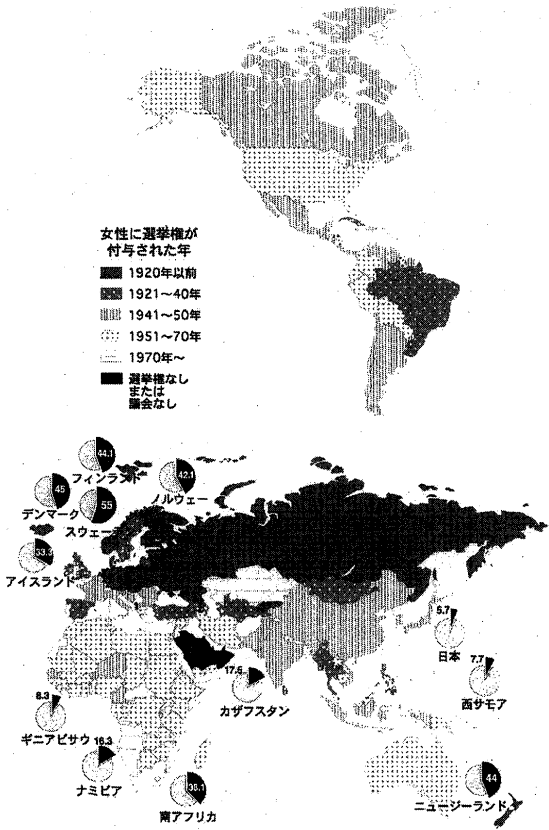 女性に選挙権が
付与された年
1920年以前
1921〜40年
1941〜50年
1951〜70年
1970年〜
選挙権なし
または
議会なし
44.1
フィンランド
42.1
ノルウェー
45
デンマーク
55
スウェー
33.3
アイスランド
5.7
日本
7.7
西サモア
17.6
カザフスタン
8.3
ギニアビサウ
16.3
ナミビア
38.1
南アフリカ
44
ニュージーランド